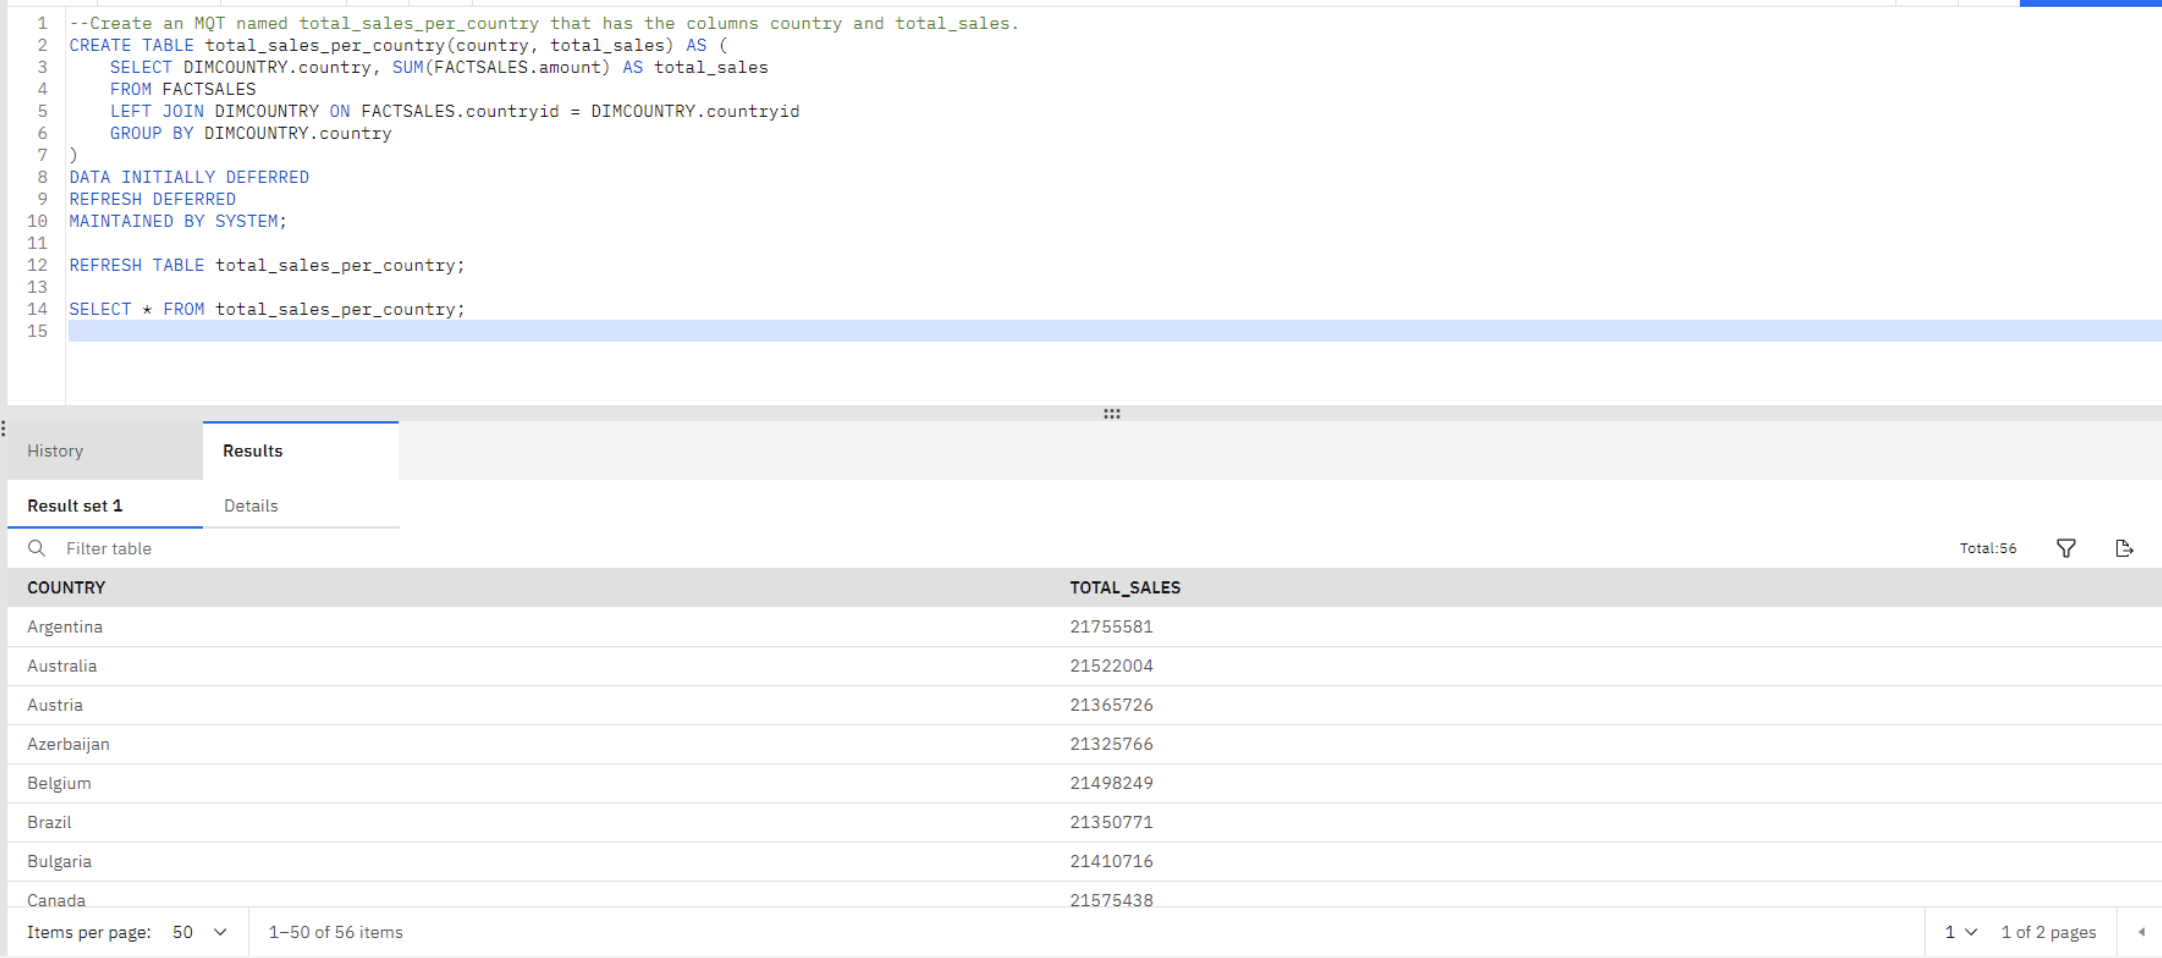 1 --Create an MQT named total_sales_per_country that has the columns country and total_sales.
2 CREATE TABLE total_sales_per_country(country, total_sales) AS (
3 SELECT DIMCOUNTRY.country, SUM(FACTSALES.amount) AS total_sales
4 FROM FACTSALES
5 LEFT JOIN DIMCOUNTRY ON FACTSALES.countryid = DIMCOUNTRY.countryid
6 GROUP BY DIMCOUNTRY.country
7 )
8 DATA INITIALLY DEFERRED
9 REFRESH DEFERRED
10 MAINTAINED BY SYSTEM;
11
12 REFRESH TABLE total_sales_per_country;
13
14 SELECT * FROM total_sales_per_country;
15
History Results
Result set 1 Details
Filter table Total:56
COUNTRY TOTAL_SALES
Argentina 21755581
Australia 21522004
Austria 21365726
Azerbaijan 21325766
Belgium 21498249
Brazil 21350771
Bulgaria 21410716
Canada 21575438
Items per page: 50 1–50 of 56 items 1 1 of 2 pages